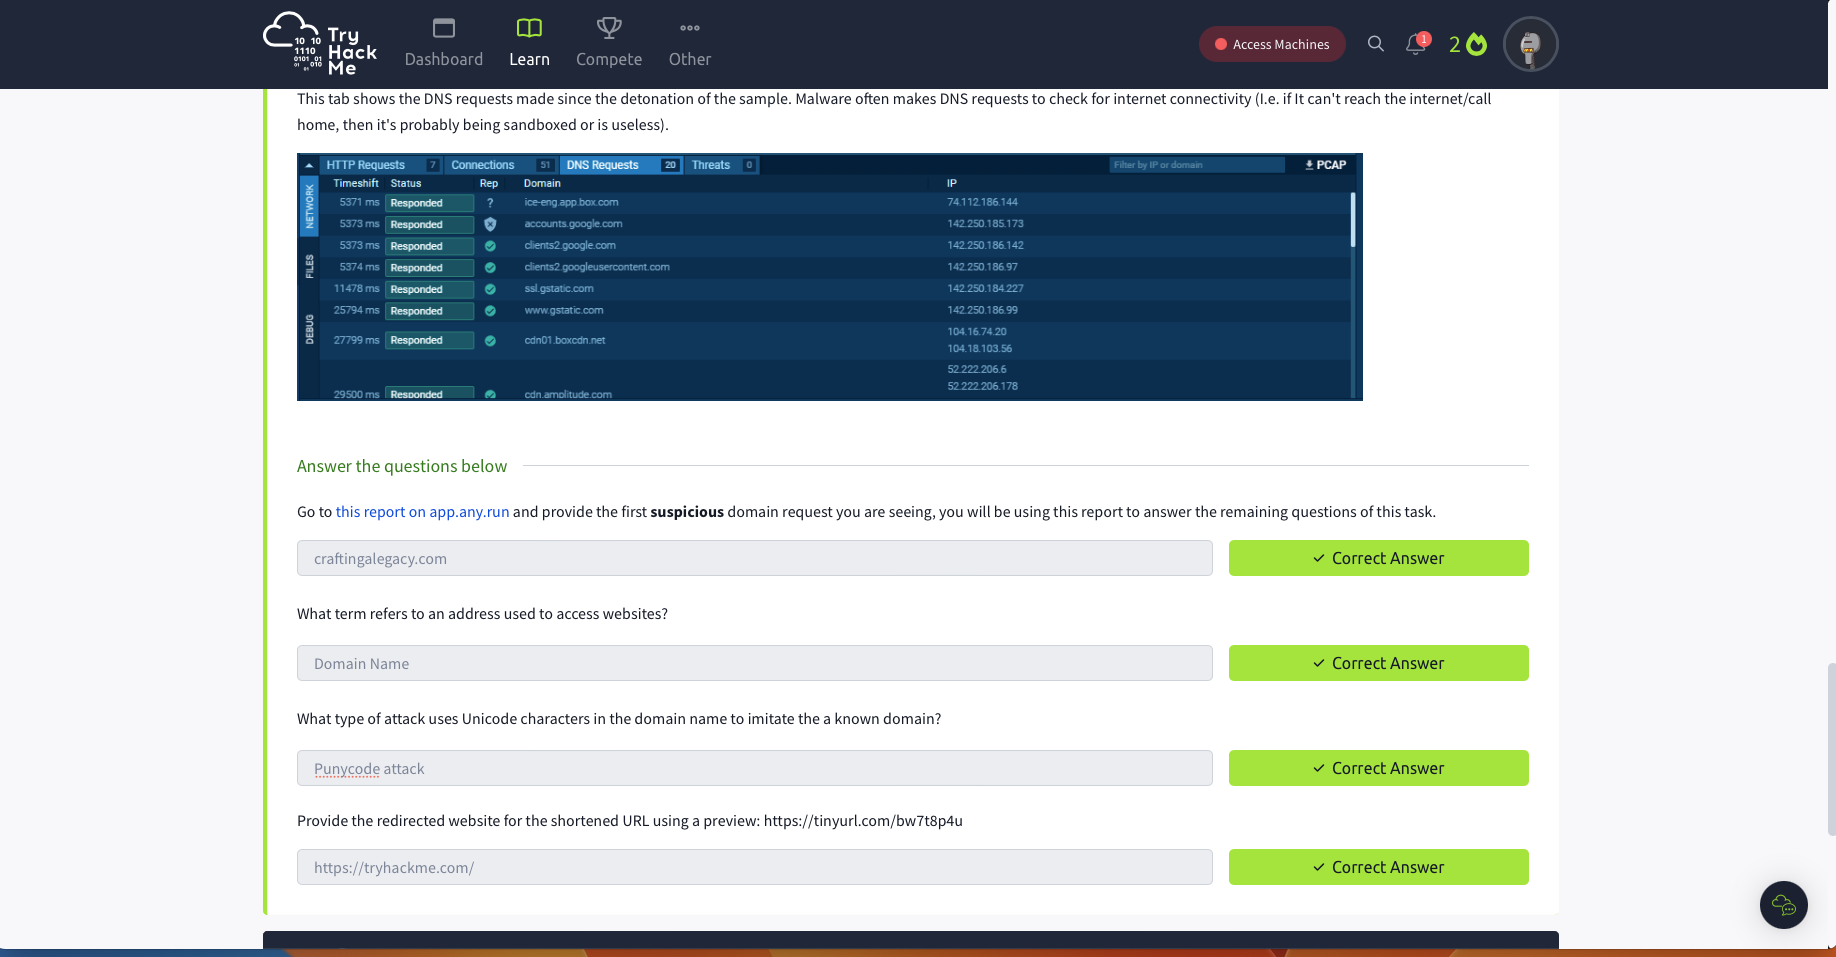 Try
Hack
Me
10 10
1110
0101 01
01 010
01
Dashboard
Learn
Compete
Other
Access Machines
1
2
This tab shows the DNS requests made since the detonation of the sample. Malware often makes DNS requests to check for internet connectivity (I.e. if It can't reach the internet/call
home, then it's probably being sandboxed or is useless).
HTTP Requests 7 Connections 51 DNS Requests 20 Threats 0 Filter by IP or domain PCAP
NETWORK
FILES
DEBUG
Timeshift Status Rep Domain IP
5371 ms Responded ? ice-eng.app.box.com 74.112.186.144
5373 ms Responded accounts.google.com 142.250.185.173
5373 ms Responded clients2.google.com 142.250.186.142
5374 ms Responded clients2.googleusercontent.com 142.250.186.97
11478 ms Responded ssl.gstatic.com 142.250.184.227
25794 ms Responded www.gstatic.com 142.250.186.99
27799 ms Responded cdn01.boxcdn.net 104.16.74.20
104.18.103.56
52.222.206.6
52.222.206.178
29500 ms Responded cdn.amplitude.com
Answer the questions below
Go to this report on app.any.run and provide the first suspicious domain request you are seeing, you will be using this report to answer the remaining questions of this task.
craftingalegacy.com
Correct Answer
What term refers to an address used to access websites?
Domain Name
Correct Answer
What type of attack uses Unicode characters in the domain name to imitate the a known domain?
Punycode attack
Correct Answer
Provide the redirected website for the shortened URL using a preview: https://tinyurl.com/bw7t8p4u
https://tryhackme.com/
Correct Answer